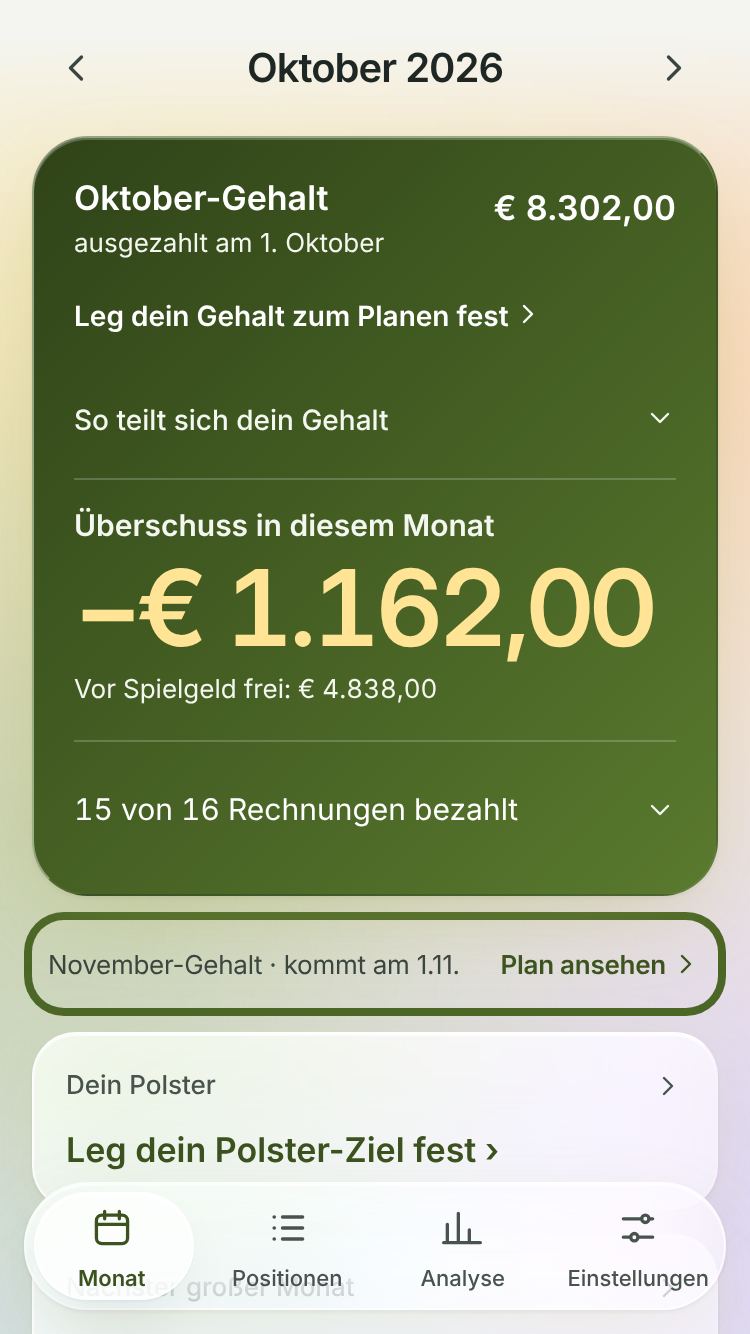 Oktober 2026
Oktober-Gehalt
€ 8.302,00
ausgezahlt am 1. Oktober
Leg dein Gehalt zum Planen fest
So teilt sich dein Gehalt
Überschuss in diesem Monat
–€ 1.162,00
Vor Spielgeld frei: € 4.838,00
15 von 16 Rechnungen bezahlt
November-Gehalt · kommt am 1.11.
Plan ansehen
Dein Polster
Leg dein Polster-Ziel fest ›
Nächster großer Monat
Monat
Positionen
Analyse
Einstellungen